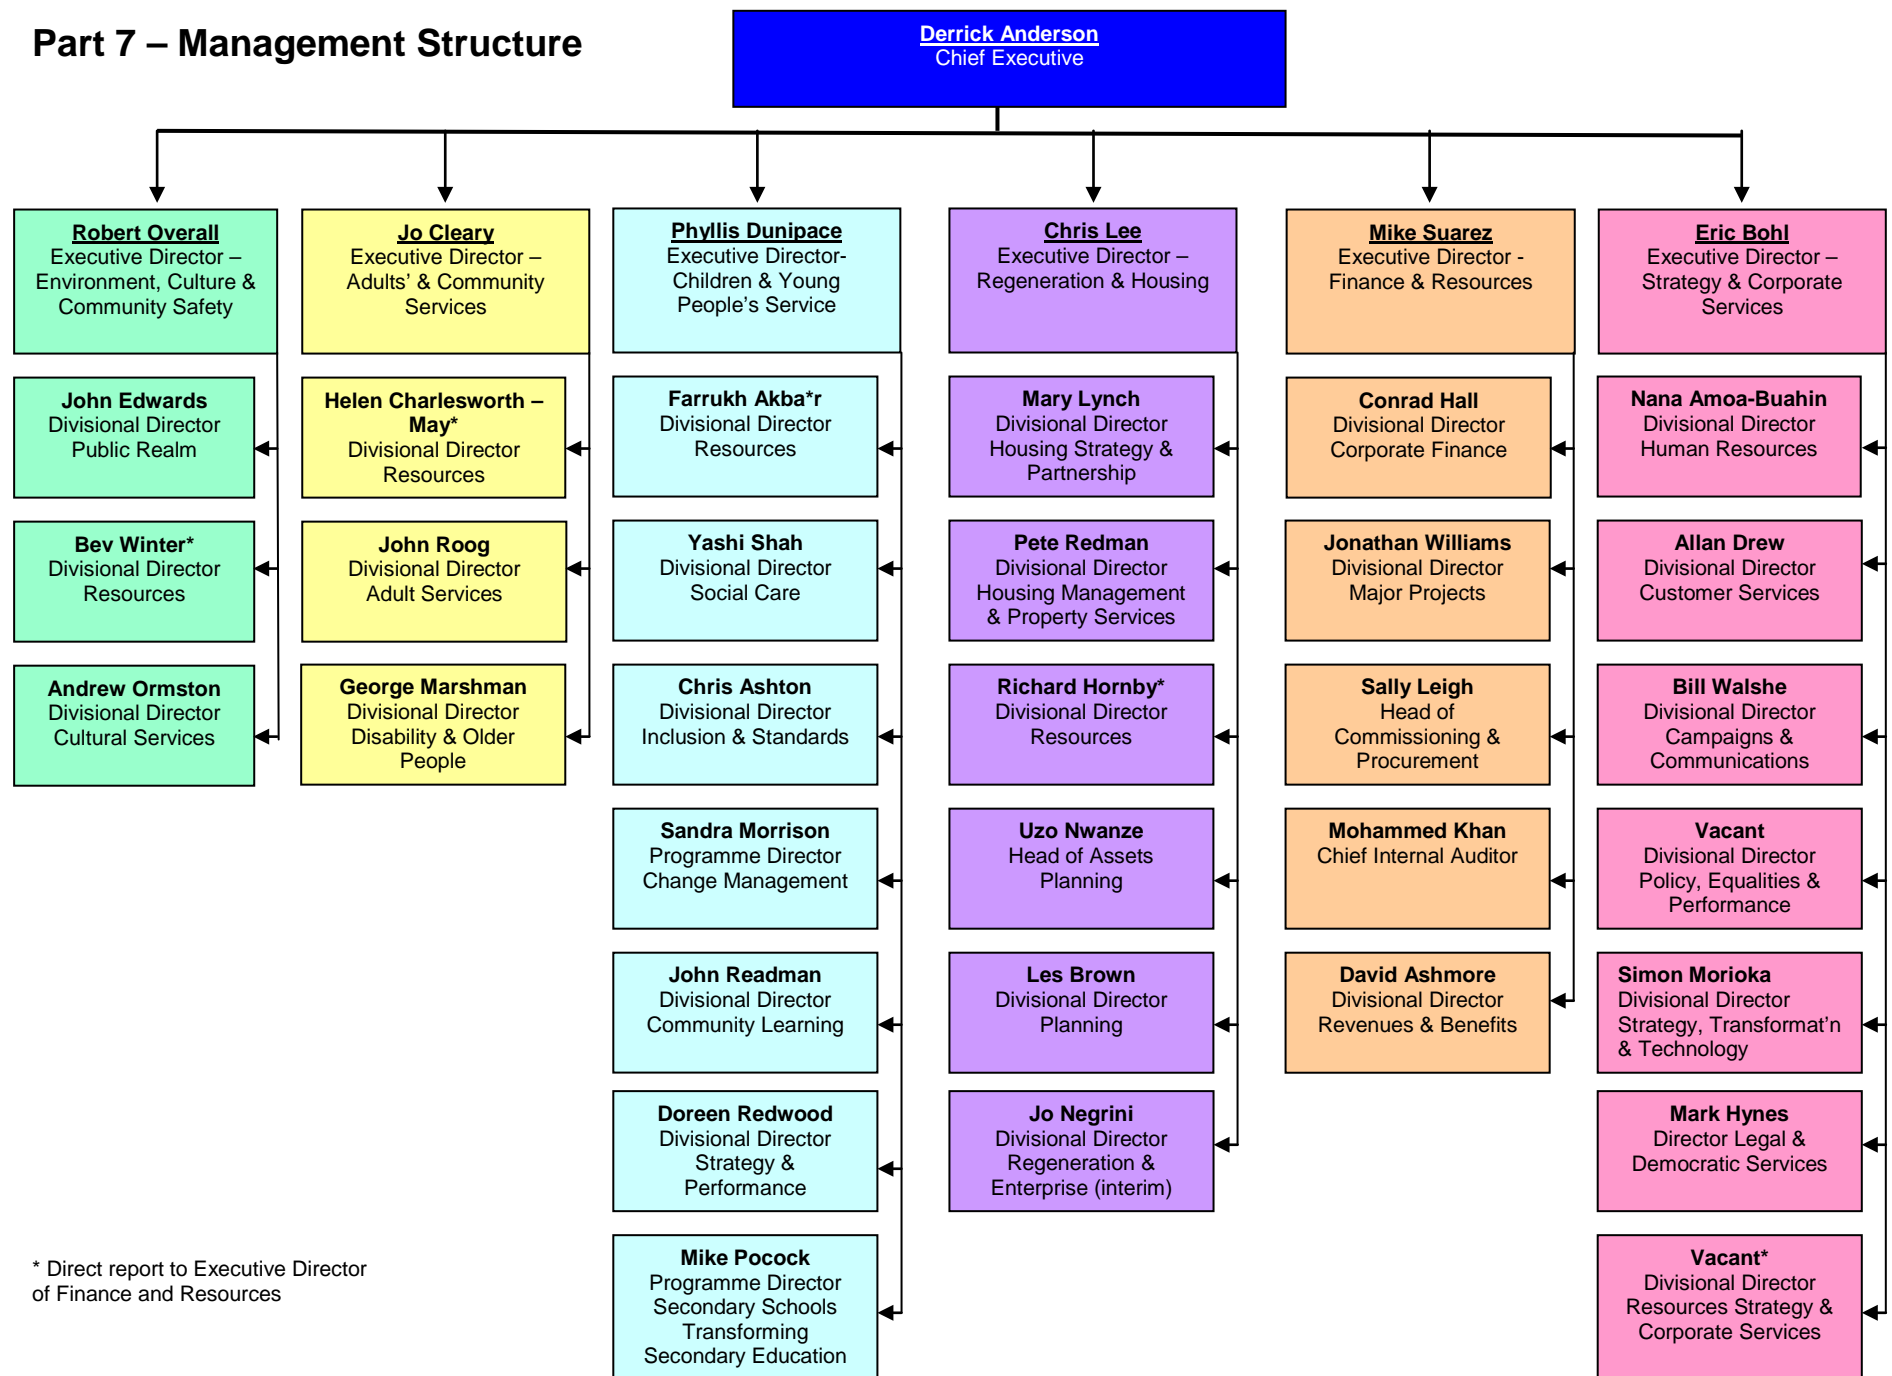 Part 7 – Management Structure
Derrick Anderson
Chief Executive
Robert Overall
Executive Director –
Environment, Culture &
Community Safety
John Edwards
Divisional Director
Public Realm
Bev Winter*
Divisional Director
Resources
Andrew Ormston
Divisional Director
Cultural Services
Jo Cleary
Executive Director –
Adults’ & Community
Services
Helen Charlesworth –
May*
Divisional Director
Resources
John Roog
Divisional Director
Adult Services
George Marshman
Divisional Director
Disability & Older
People
Phyllis Dunipace
Executive Director-
Children & Young
People’s Service
Farrukh Akba*r
Divisional Director
Resources
Yashi Shah
Divisional Director
Social Care
Chris Ashton
Divisional Director
Inclusion & Standards
Sandra Morrison
Programme Director
Change Management
John Readman
Divisional Director
Community Learning
Doreen Redwood
Divisional Director
Strategy &
Performance
Mike Pocock
Programme Director
Secondary Schools
Transforming
Secondary Education
Chris Lee
Executive Director –
Regeneration & Housing
Mary Lynch
Divisional Director
Housing Strategy &
Partnership
Pete Redman
Divisional Director
Housing Management
& Property Services
Richard Hornby*
Divisional Director
Resources
Uzo Nwanze
Head of Assets
Planning
Les Brown
Divisional Director
Planning
Jo Negrini
Divisional Director
Regeneration &
Enterprise (interim)
Mike Suarez
Executive Director -
Finance & Resources
Conrad Hall
Divisional Director
Corporate Finance
Jonathan Williams
Divisional Director
Major Projects
Sally Leigh
Head of
Commissioning &
Procurement
Mohammed Khan
Chief Internal Auditor
David Ashmore
Divisional Director
Revenues & Benefits
Eric Bohl
Executive Director –
Strategy & Corporate
Services
Nana Amoa-Buahin
Divisional Director
Human Resources
Allan Drew
Divisional Director
Customer Services
Bill Walshe
Divisional Director
Campaigns &
Communications
Vacant
Divisional Director
Policy, Equalities &
Performance
Simon Morioka
Divisional Director
Strategy, Transformat’n
& Technology
Mark Hynes
Director Legal &
Democratic Services
Vacant*
Divisional Director
Resources Strategy &
Corporate Services
* Direct report to Executive Director
of Finance and Resources